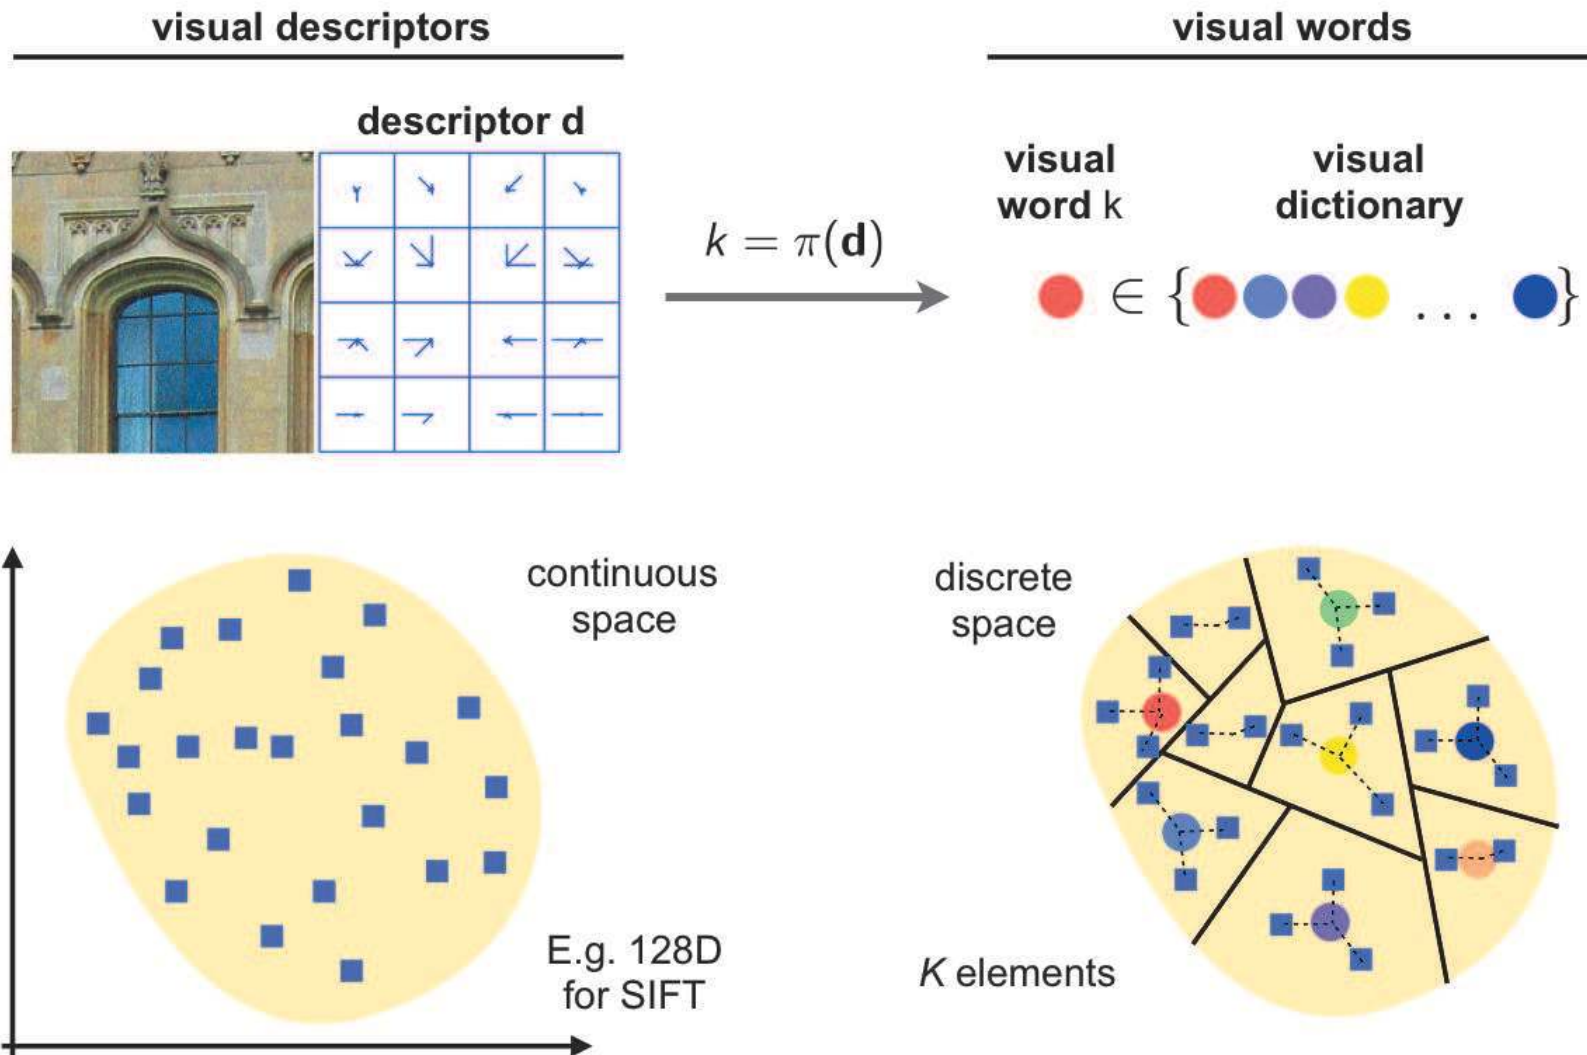 visual descriptors
visual words
descriptor d
visual
word k
visual
dictionary
k = π(d)
∈ { . . . }
continuous
space
discrete
space
E.g. 128D
for SIFT
K elements